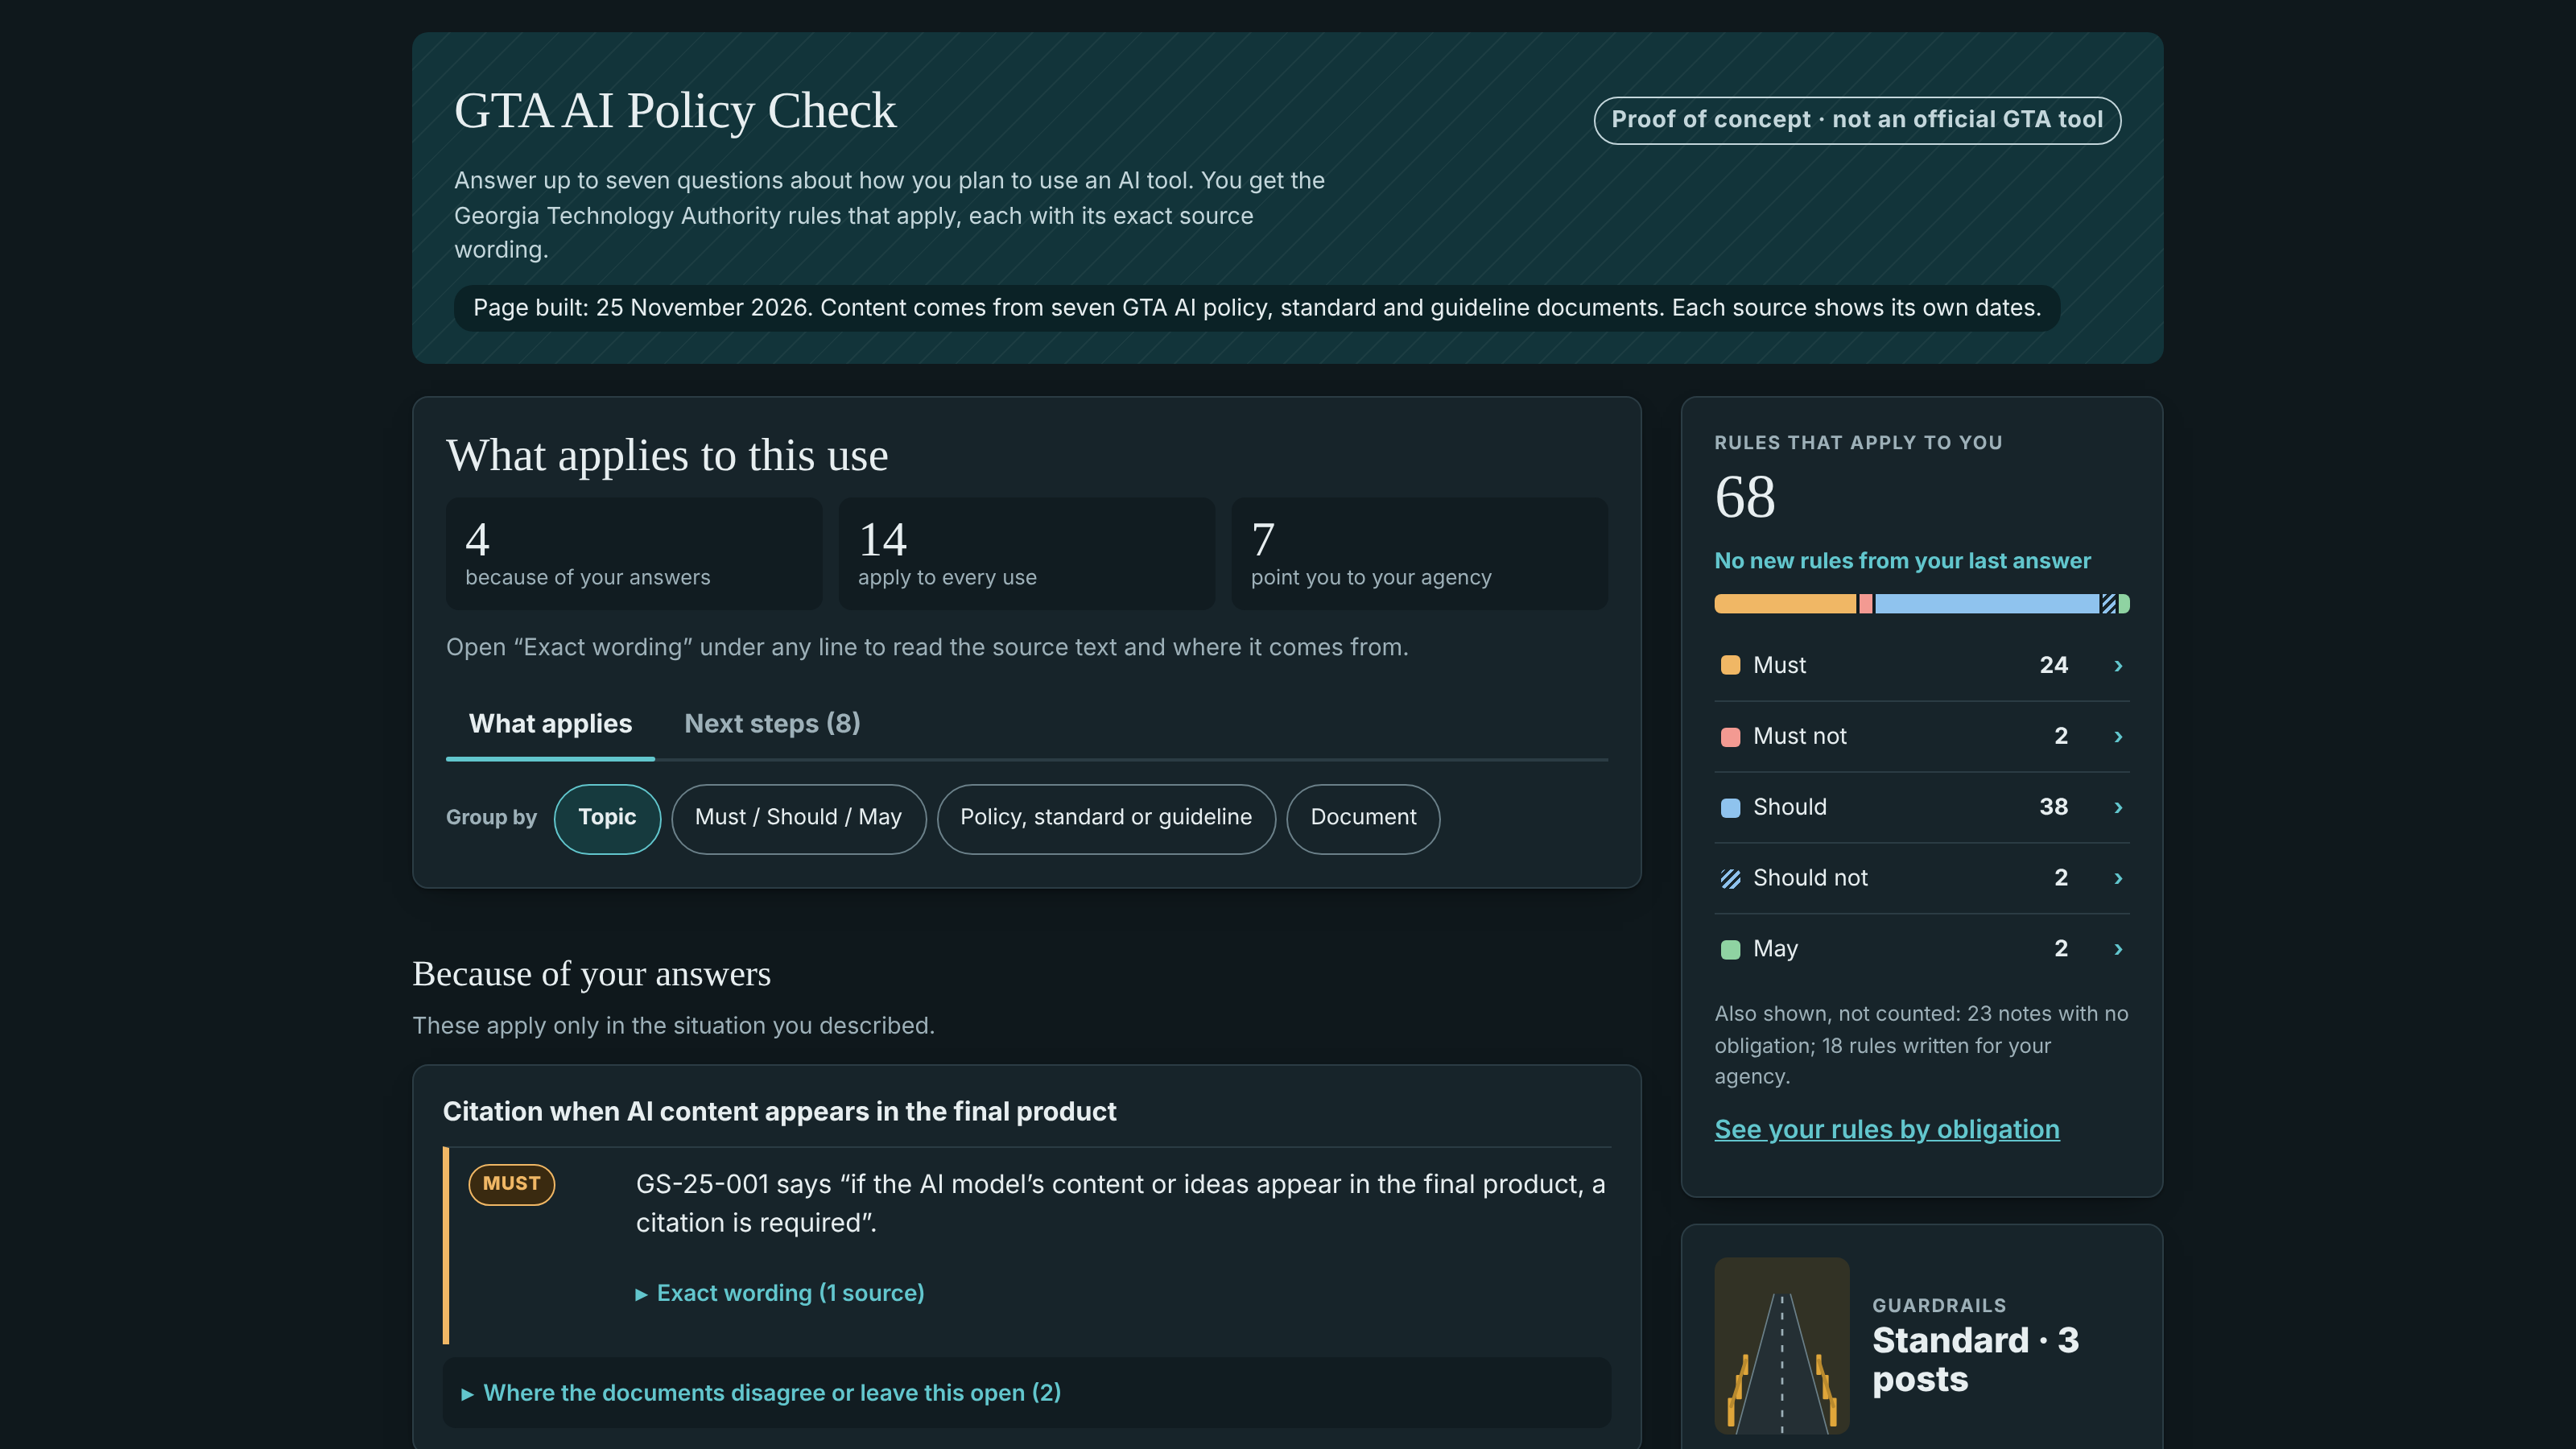 GTA AI Policy Check
Proof of concept · not an official GTA tool
Answer up to seven questions about how you plan to use an AI tool. You get the
Georgia Technology Authority rules that apply, each with its exact source
wording.
Page built: 25 November 2026. Content comes from seven GTA AI policy, standard and guideline documents. Each source shows its own dates.
What applies to this use
4
because of your answers
14
apply to every use
7
point you to your agency
Open “Exact wording” under any line to read the source text and where it comes from.
What applies
Next steps (8)
Group by
Topic
Must / Should / May
Policy, standard or guideline
Document
Because of your answers
These apply only in the situation you described.
Citation when AI content appears in the final product
MUST
GS-25-001 says “if the AI model’s content or ideas appear in the final product, a
citation is required”.
▸ Exact wording (1 source)
▸ Where the documents disagree or leave this open (2)
RULES THAT APPLY TO YOU
68
No new rules from your last answer
Must 24 ›
Must not 2 ›
Should 38 ›
Should not 2 ›
May 2 ›
Also shown, not counted: 23 notes with no
obligation; 18 rules written for your
agency.
See your rules by obligation
GUARDRAILS
Standard · 3
posts